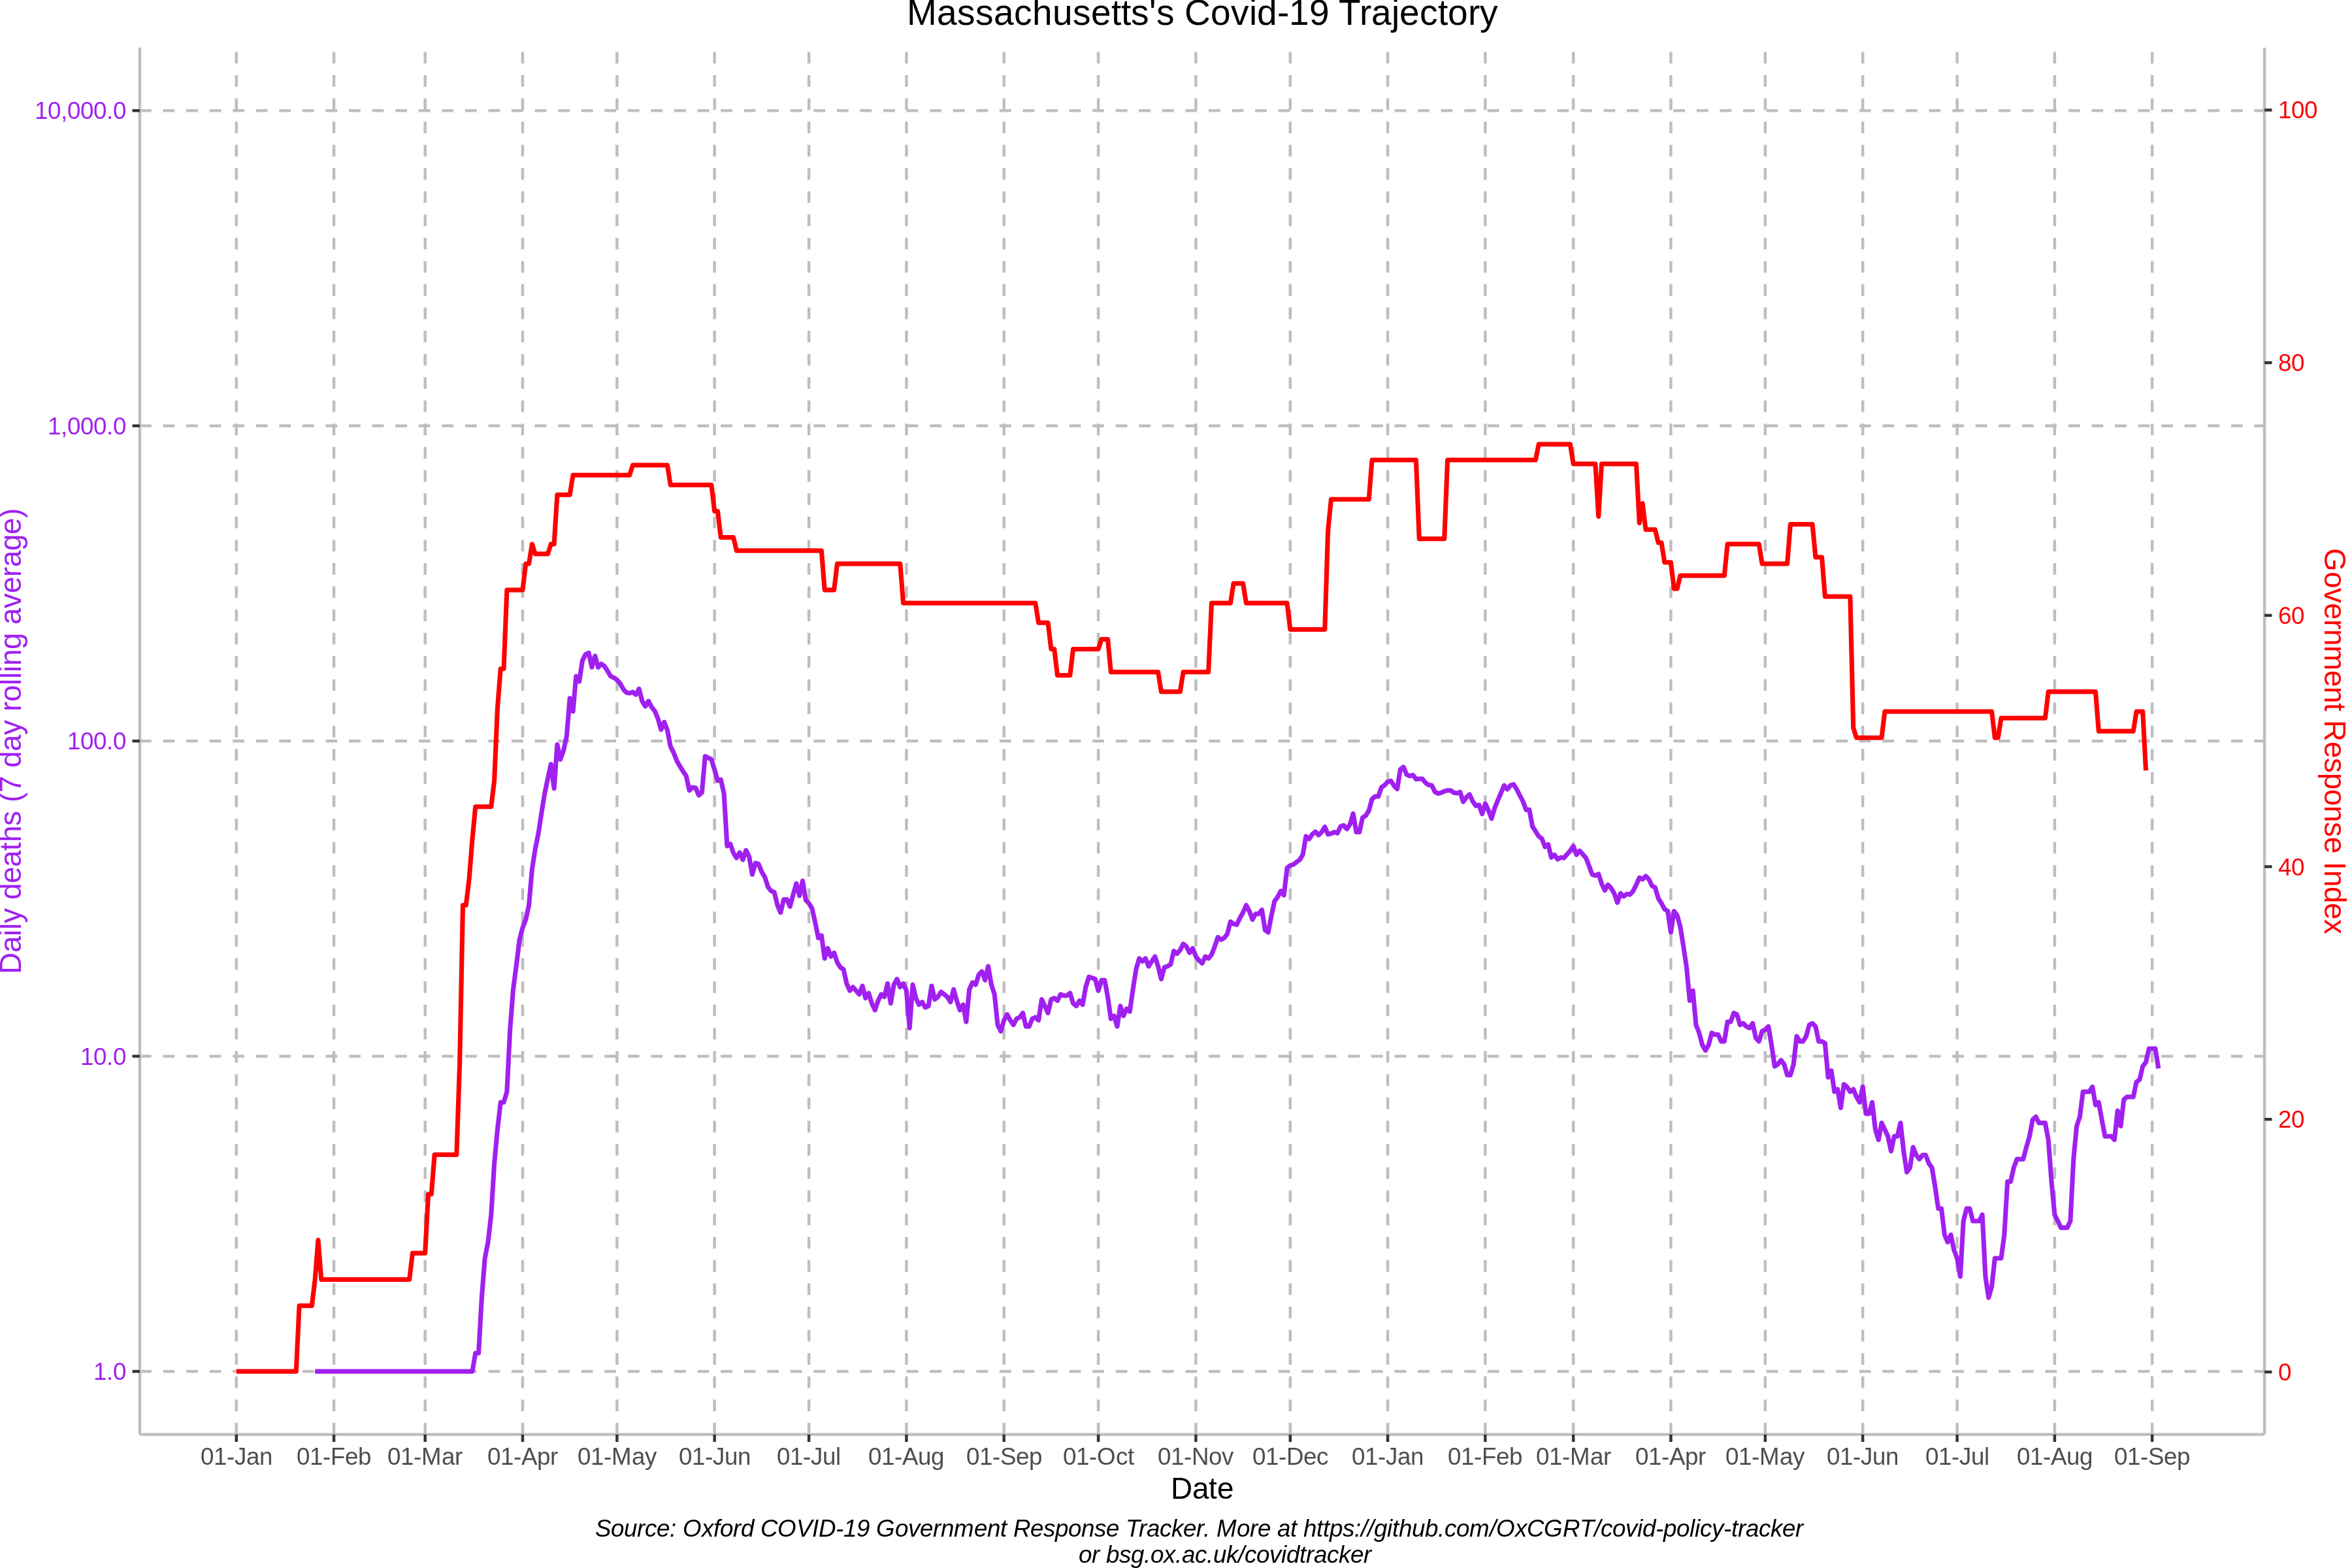 Massachusetts's Covid-19 Trajectory
10,000.0
1,000.0
100.0
10.0
1.0
Daily deaths (7 day rolling average)
100
80
60
40
20
0
Government Response Index
01-Jan 01-Feb 01-Mar 01-Apr 01-May 01-Jun 01-Jul 01-Aug 01-Sep 01-Oct 01-Nov 01-Dec 01-Jan 01-Feb 01-Mar 01-Apr 01-May 01-Jun 01-Jul 01-Aug 01-Sep
Date
Source: Oxford COVID-19 Government Response Tracker. More at https://github.com/OxCGRT/covid-policy-tracker
or bsg.ox.ac.uk/covidtracker